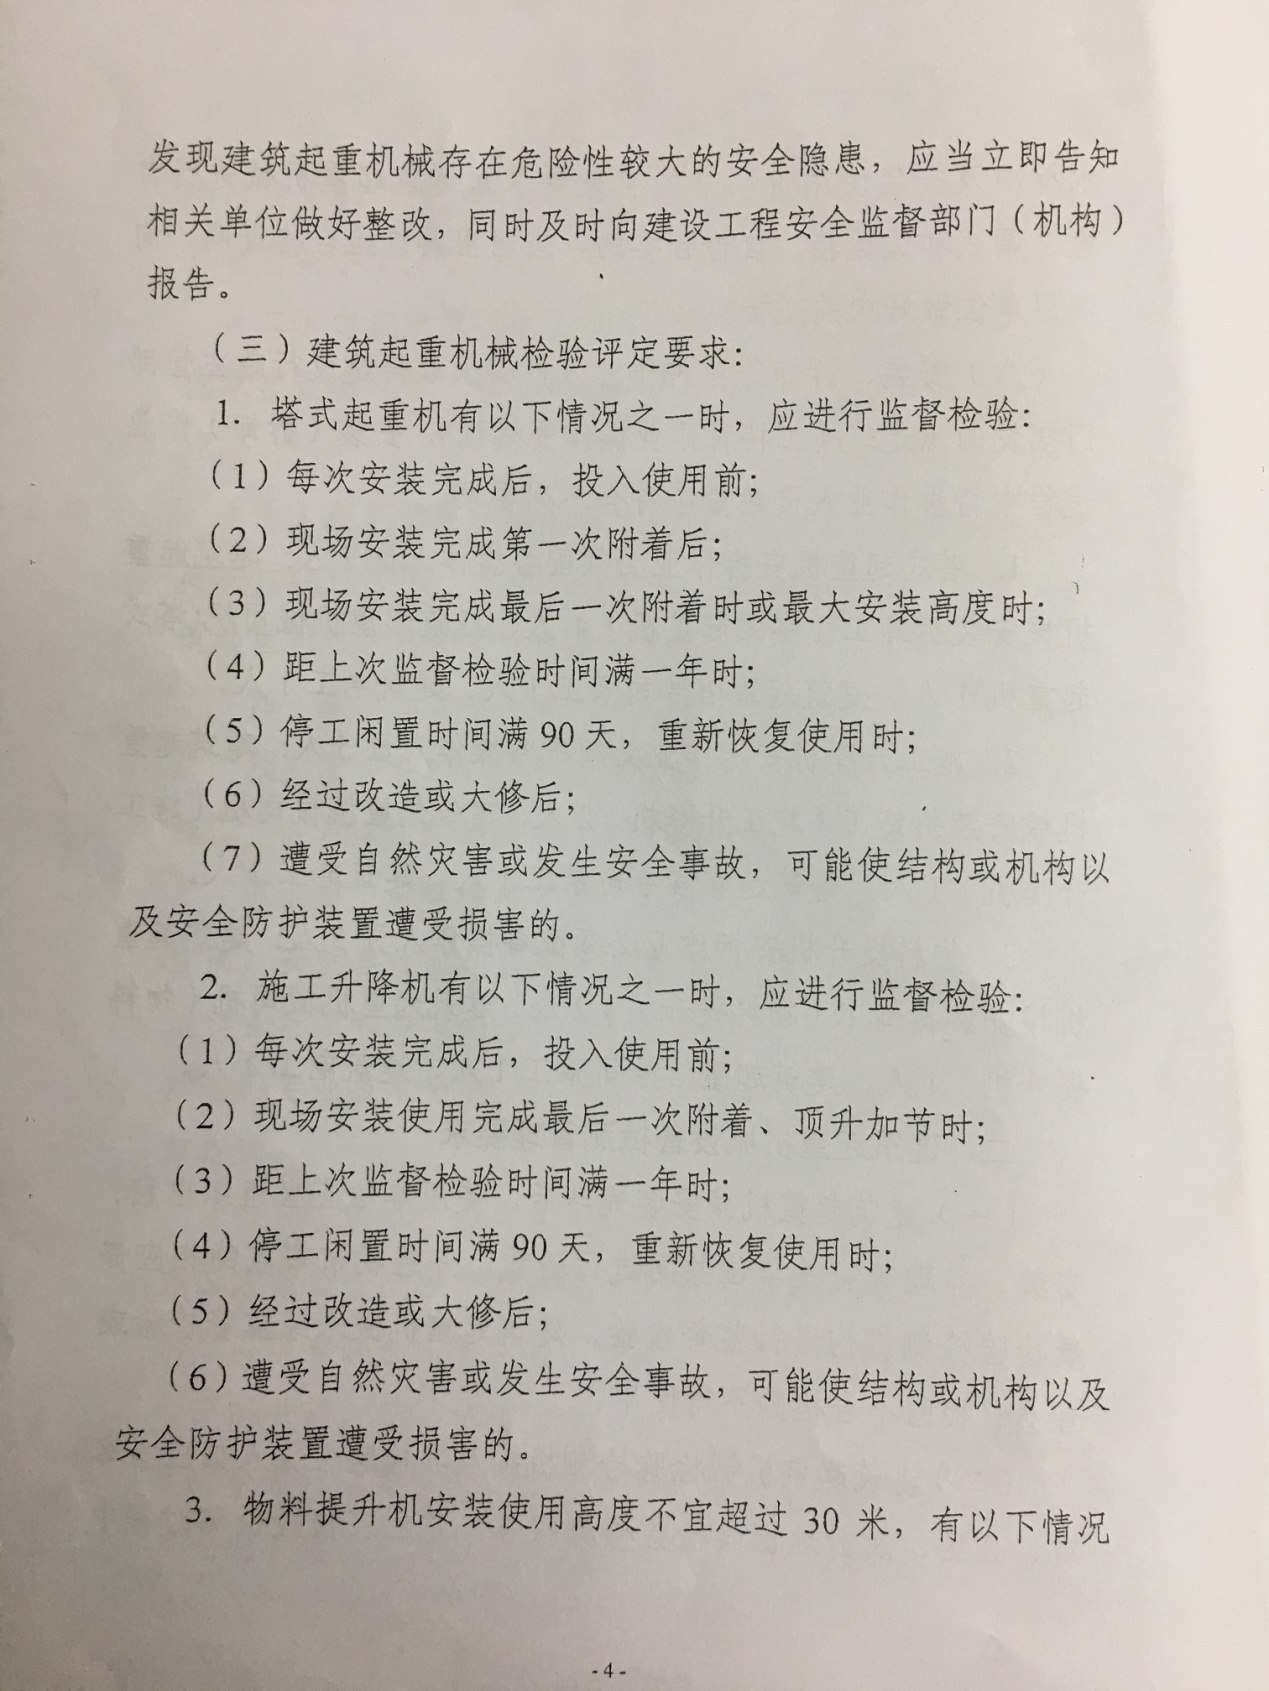 发现建筑起重机械存在危险性较大的安全隐患，应当立即告知
相关单位做好整改，同时及时向建设工程安全监督部门（机构）
报告。
（三）建筑起重机械检验评定要求：
1. 塔式起重机有以下情况之一时，应进行监督检验：
（1）每次安装完成后，投入使用前；
（2）现场安装完成第一次附着后；
（3）现场安装完成最后一次附着时或最大安装高度时；
（4）距上次监督检验时间满一年时；
（5）停工闲置时间满 90 天，重新恢复使用时；
（6）经过改造或大修后；
（7）遭受自然灾害或发生安全事故，可能使结构或机构以
及安全防护装置遭受损害的。
2. 施工升降机有以下情况之一时，应进行监督检验：
（1）每次安装完成后，投入使用前；
（2）现场安装使用完成最后一次附着、顶升加节时；
（3）距上次监督检验时间满一年时；
（4）停工闲置时间满 90 天，重新恢复使用时；
（5）经过改造或大修后；
（6）遭受自然灾害或发生安全事故，可能使结构或机构以及
安全防护装置遭受损害的。
3. 物料提升机安装使用高度不宜超过 30 米，有以下情况
- 4 -